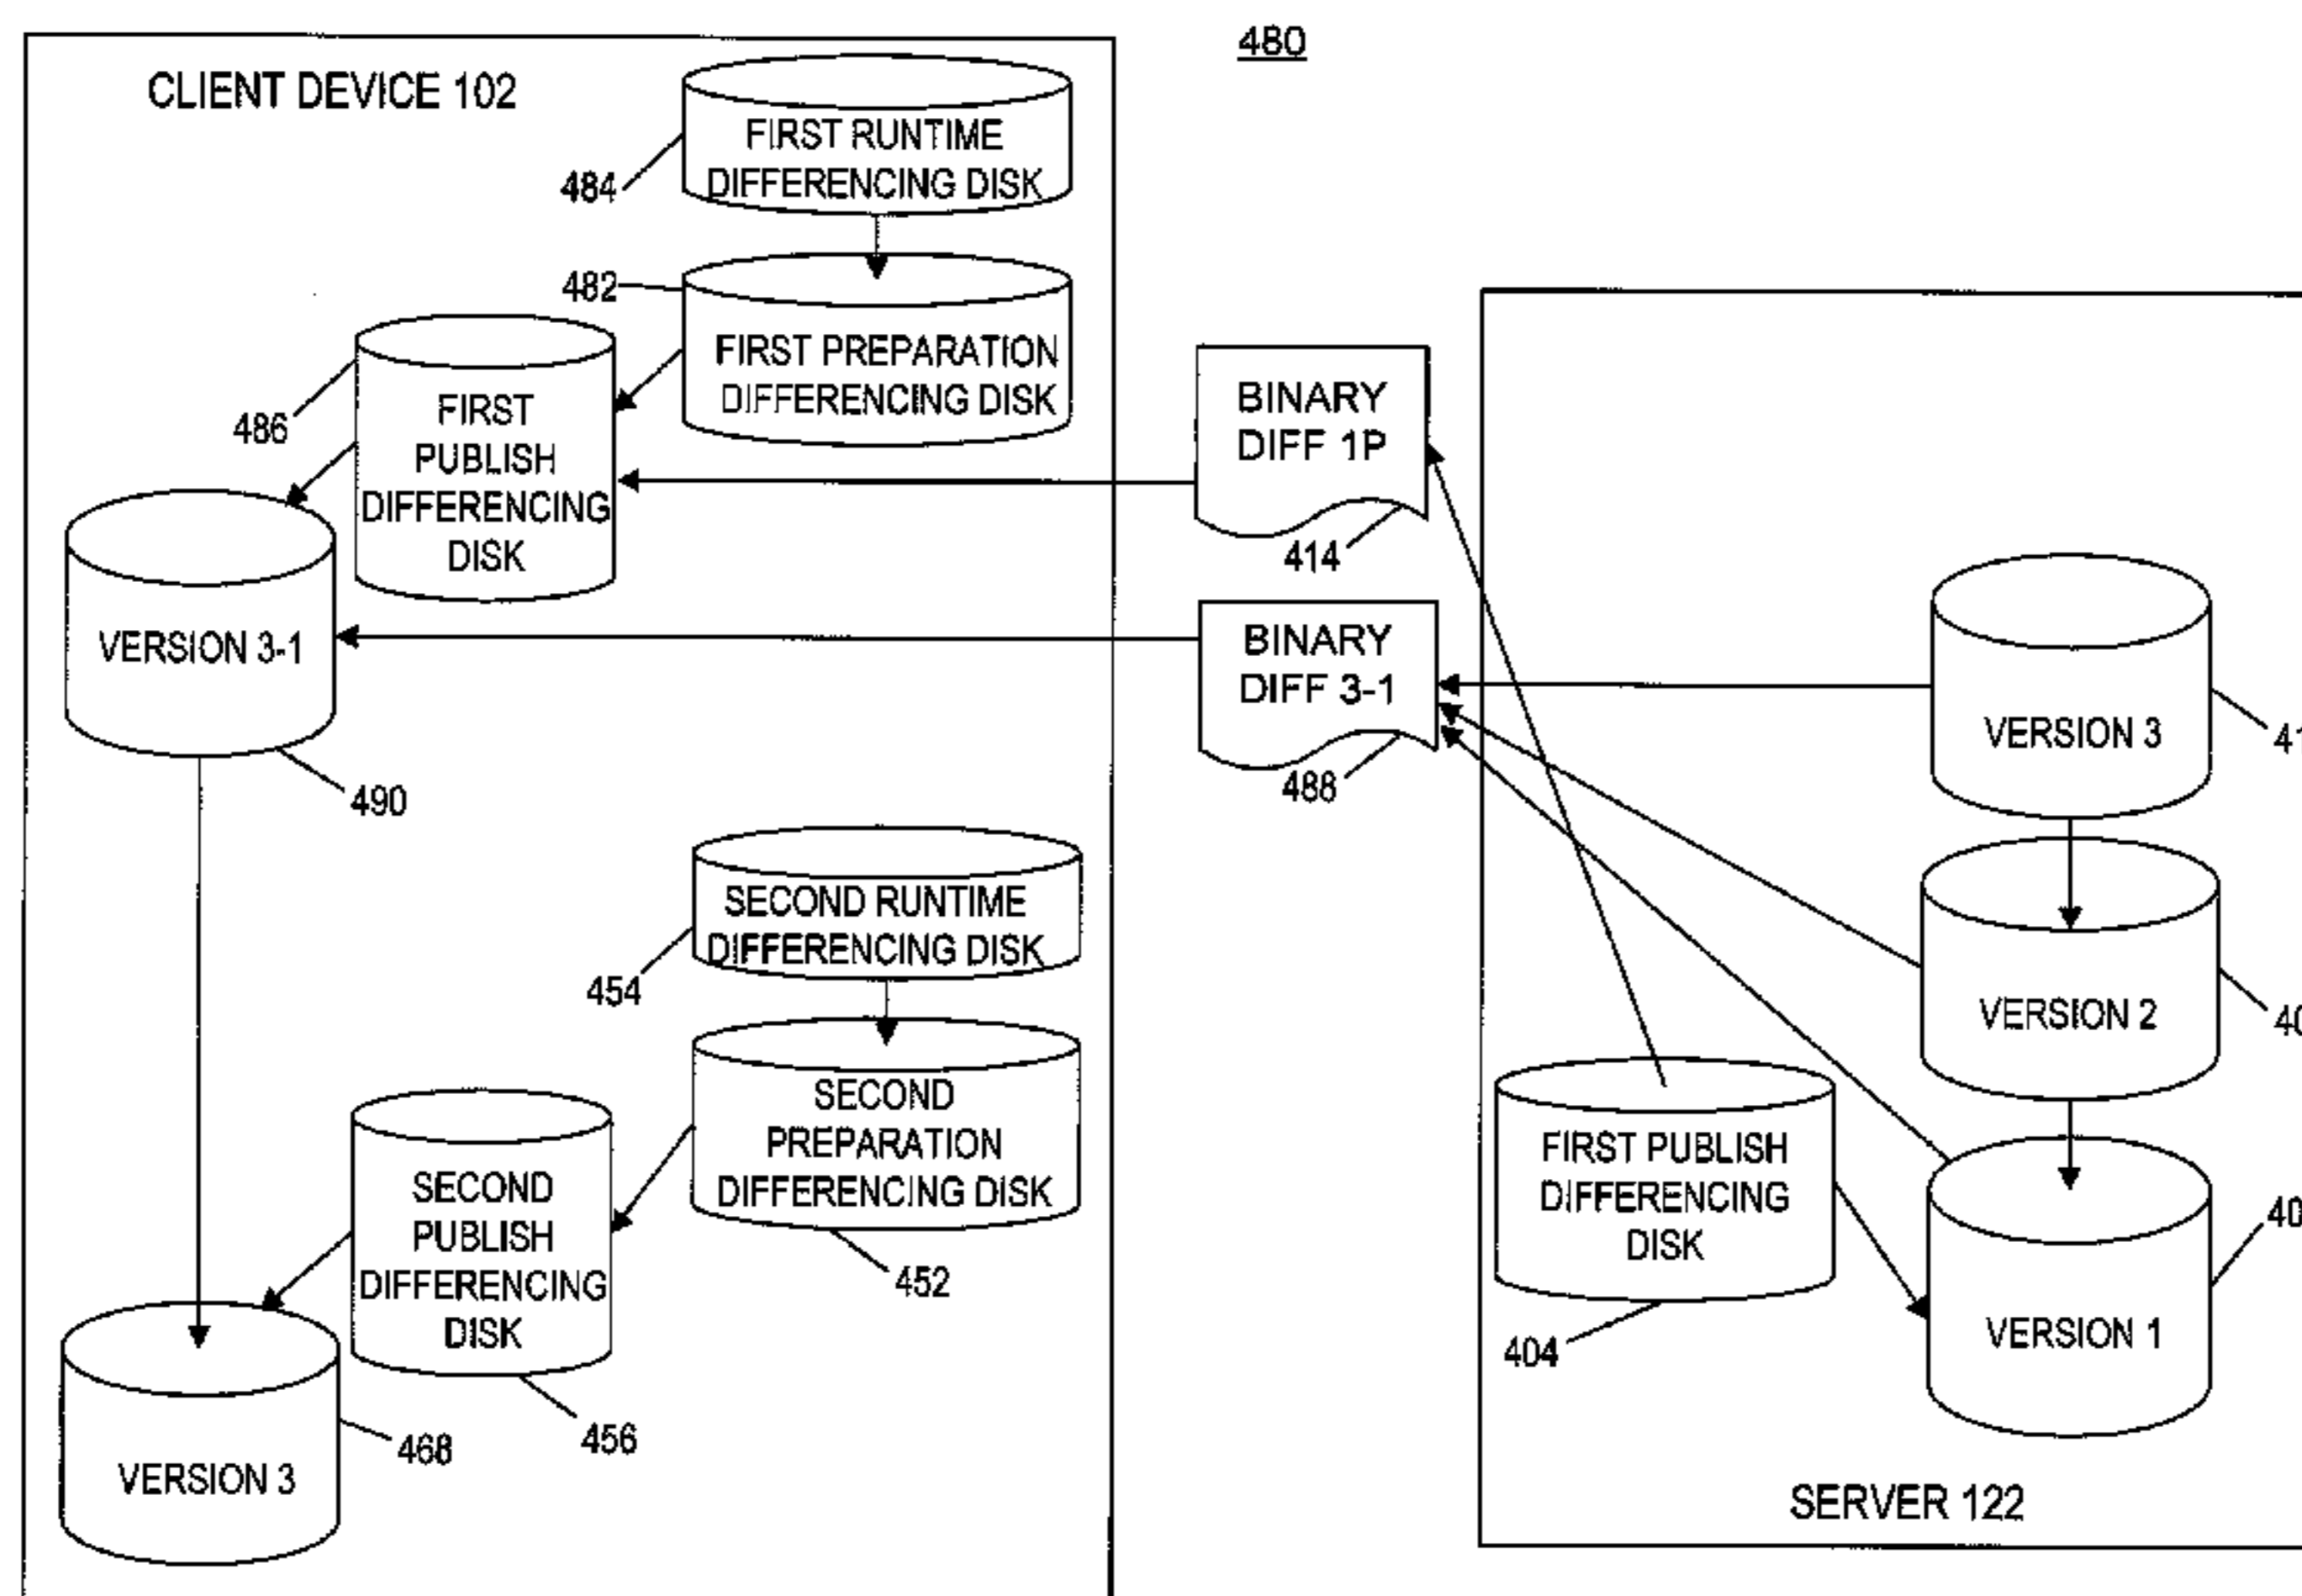 480
CLIENT DEVICE 102
FIRST RUNTIME
DIFFERENCING DISK
484
482
FIRST PREPARATION
DIFFERENCING DISK
486
FIRST
PUBLISH
DIFFERENCING
DISK
BINARY
DIFF 1P
414
VERSION 3-1
490
BINARY
DIFF 3-1
488
VERSION 3
SECOND RUNTIME
DIFFERENCING DISK
454
VERSION 2
SECOND
PREPARATION
DIFFERENCING DISK
452
SECOND
PUBLISH
DIFFERENCING
DISK
456
FIRST PUBLISH
DIFFERENCING
DISK
404
VERSION 1
VERSION 3
468
SERVER 122